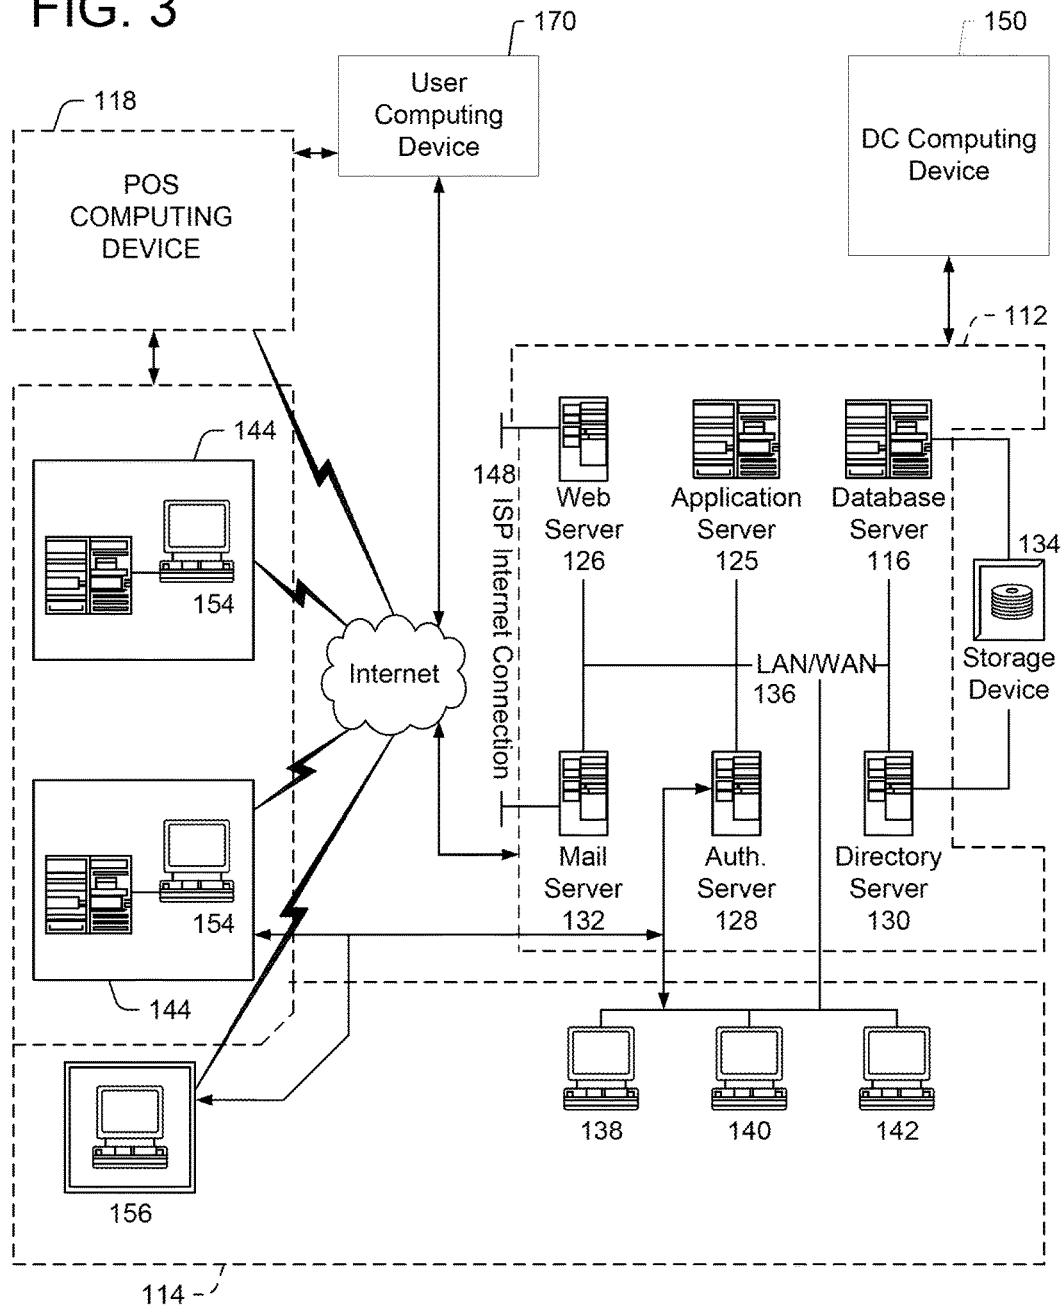 FIG. 3
170
150
User
Computing
Device
118
DC Computing
Device
POS
COMPUTING
DEVICE
112
144
148
ISP Internet Connection
Web
Server
126
Application
Server
125
Database
Server
116
134
Storage
Device
154
Internet
LAN/WAN
136
154
Mail
Server
132
Auth.
Server
128
Directory
Server
130
144
138
140
142
156
114